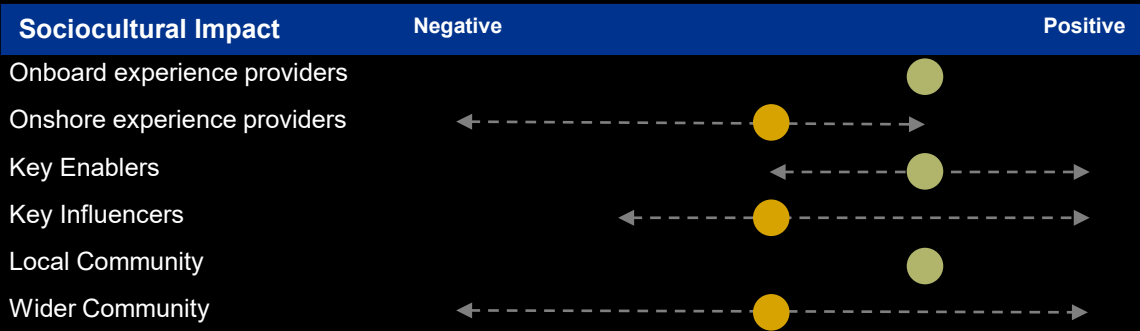 Sociocultural Impact Negative Positive
Onboard experience providers
Onshore experience providers
Key Enablers
Key Influencers
Local Community
Wider Community